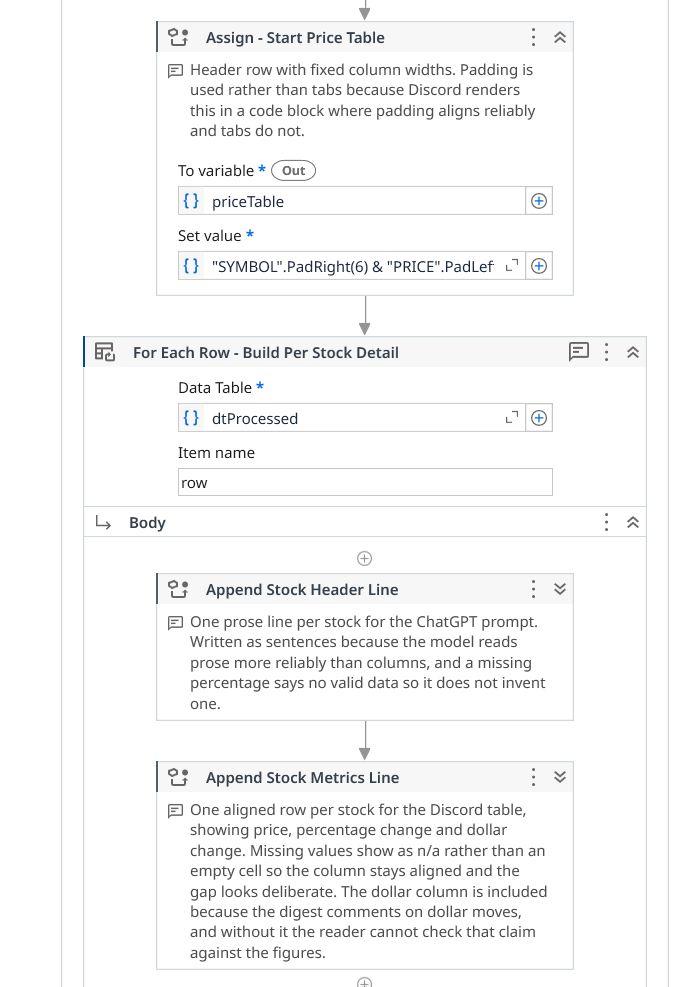 Assign - Start Price Table
Header row with fixed column widths. Padding is
used rather than tabs because Discord renders
this in a code block where padding aligns reliably
and tabs do not.
To variable * Out
{} priceTable
Set value *
{} "SYMBOL".PadRight(6) & "PRICE".PadLef
For Each Row - Build Per Stock Detail
Data Table *
{} dtProcessed
Item name
row
Body
Append Stock Header Line
One prose line per stock for the ChatGPT prompt.
Written as sentences because the model reads
prose more reliably than columns, and a missing
percentage says no valid data so it does not invent
one.
Append Stock Metrics Line
One aligned row per stock for the Discord table,
showing price, percentage change and dollar
change. Missing values show as n/a rather than an
empty cell so the column stays aligned and the
gap looks deliberate. The dollar column is included
because the digest comments on dollar moves,
and without it the reader cannot check that claim
against the figures.